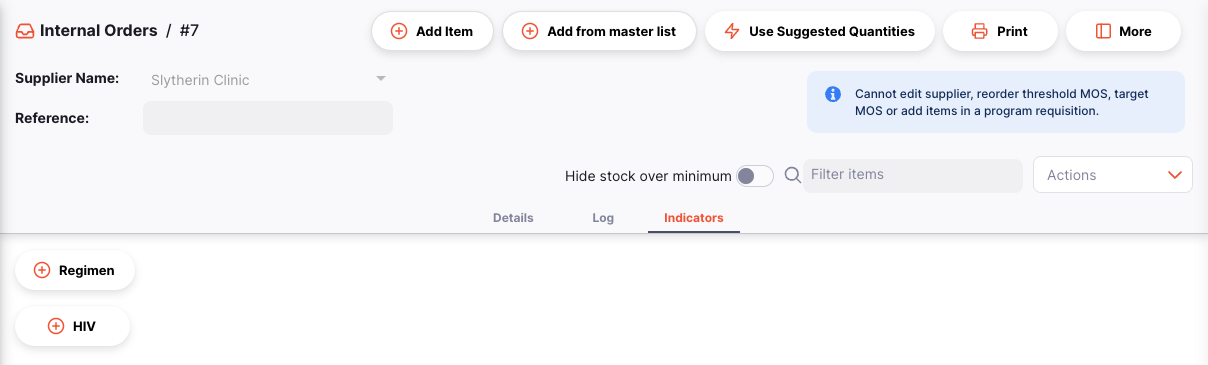 Internal Orders / #7
Add Item
Add from master list
Use Suggested Quantities
Print
More
Supplier Name: Slytherin Clinic
Reference:
Cannot edit supplier, reorder threshold MOS, target
MOS or add items in a program requisition.
Hide stock over minimum
Filter items
Actions
Details
Log
Indicators
Regimen
HIV